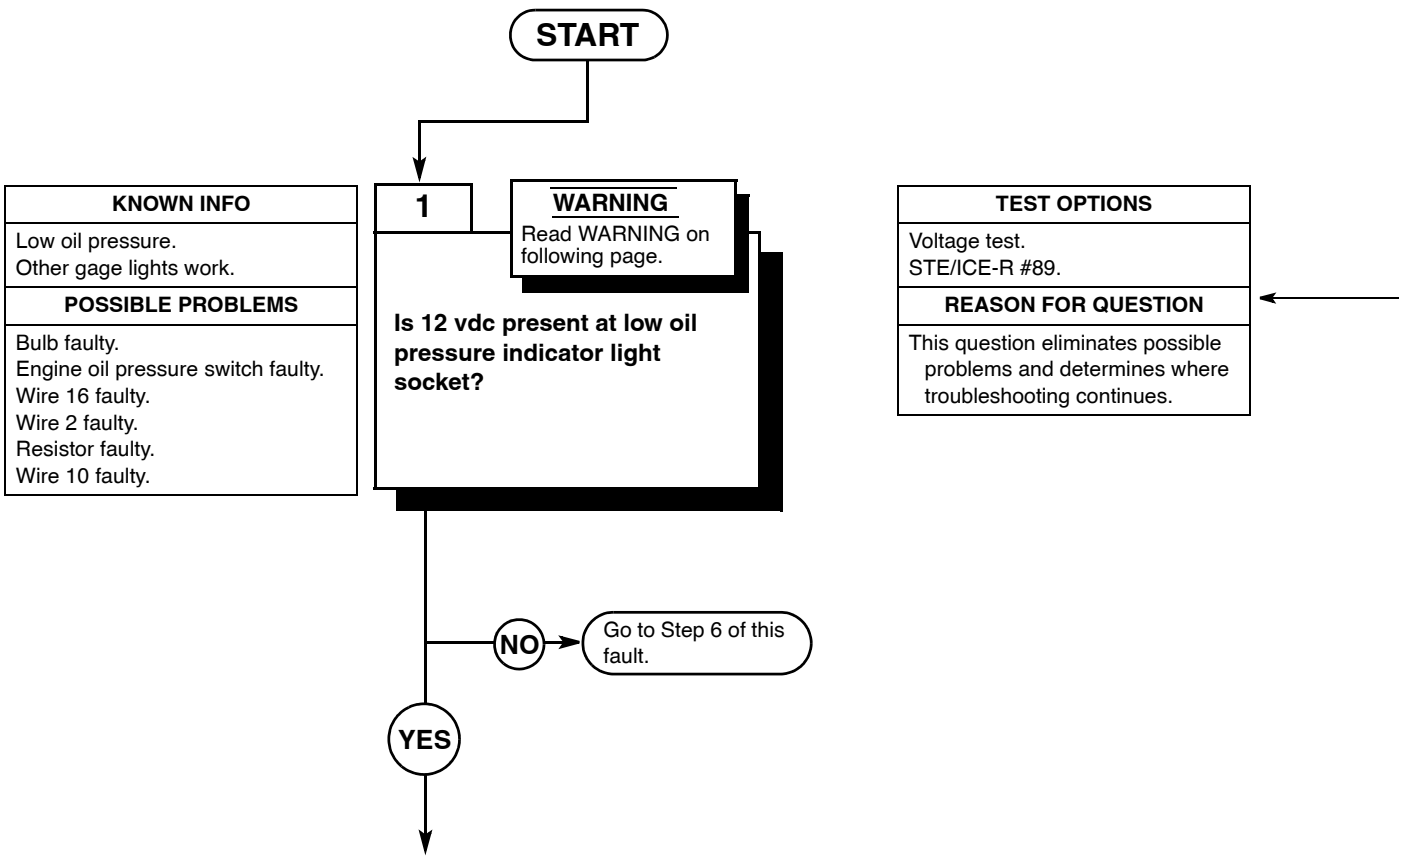 START
KNOWN INFO
Low oil pressure.
Other gage lights work.
POSSIBLE PROBLEMS
Bulb faulty.
Engine oil pressure switch faulty.
Wire 16 faulty.
Wire 2 faulty.
Resistor faulty.
Wire 10 faulty.
1
WARNING
Read WARNING on
following page.
Is 12 vdc present at low oil
pressure indicator light
socket?
TEST OPTIONS
Voltage test.
STE/ICE-R #89.
REASON FOR QUESTION
This question eliminates possible
problems and determines where
troubleshooting continues.
NO
Go to Step 6 of this
fault.
YES